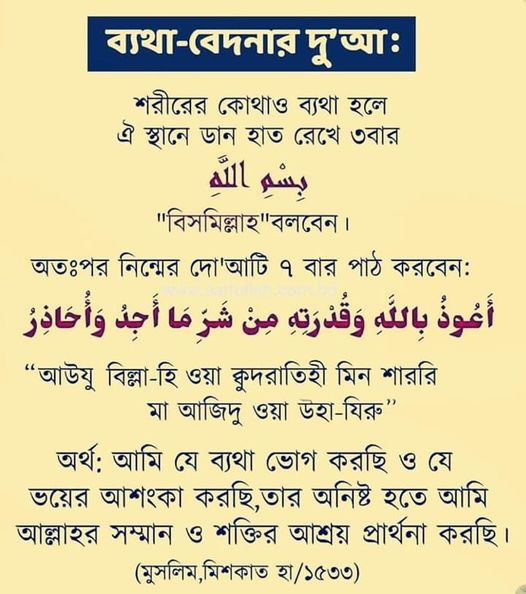 ব্যথা-বেদনার দু'আ:
শরীরের কোথাও ব্যথা হলে
ঐ স্থানে ডান হাত রেখে ৩বার
بِسْمِ اللَّهِ
"বিসমিল্লাহ"বলবেন।
অতঃপর নিম্নের দো'আটি ৭ বার পাঠ করবেন:
أَعُوذُ بِاللَّهِ وَقُدْرَتِهِ مِنْ شَرِّ مَا أَجِدُ وَأُحَاذِرُ
“আউযু বিল্লা-হি ওয়া ক্বুদরাতিহী মিন শাররি
মা আজিদু ওয়া উহা-যিরু”
অর্থ: আমি যে ব্যথা ভোগ করছি ও যে
ভয়ের আশংকা করছি,তার অনিষ্ট হতে আমি
আল্লাহর সম্মান ও শক্তির আশ্রয় প্রার্থনা করছি।
(মুসলিম,মিশকাত হা/১৫৩৩)